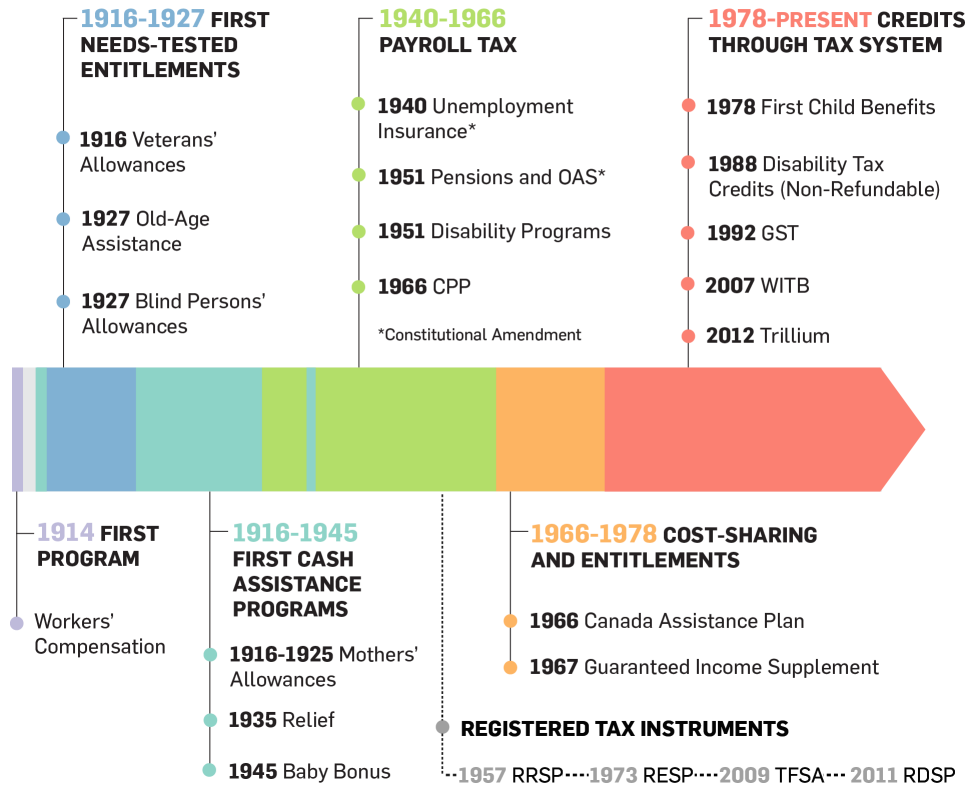 1916-1927 FIRST
NEEDS-TESTED
ENTITLEMENTS
1916 Veterans’
Allowances
1927 Old-Age
Assistance
1927 Blind Persons’
Allowances
1940-1966
PAYROLL TAX
1940 Unemployment
Insurance*
1951 Pensions and OAS*
1951 Disability Programs
1966 CPP
*Constitutional Amendment
1978-PRESENT CREDITS
THROUGH TAX SYSTEM
1978 First Child Benefits
1988 Disability Tax
Credits (Non-Refundable)
1992 GST
2007 WITB
2012 Trillium
1914 FIRST
PROGRAM
Workers’
Compensation
1916-1945
FIRST CASH
ASSISTANCE
PROGRAMS
1916-1925 Mothers’
Allowances
1935 Relief
1945 Baby Bonus
1966-1978 COST-SHARING
AND ENTITLEMENTS
1966 Canada Assistance Plan
1967 Guaranteed Income Supplement
REGISTERED TAX INSTRUMENTS
1957 RRSP 1973 RESP 2009 TFSA 2011 RDSP